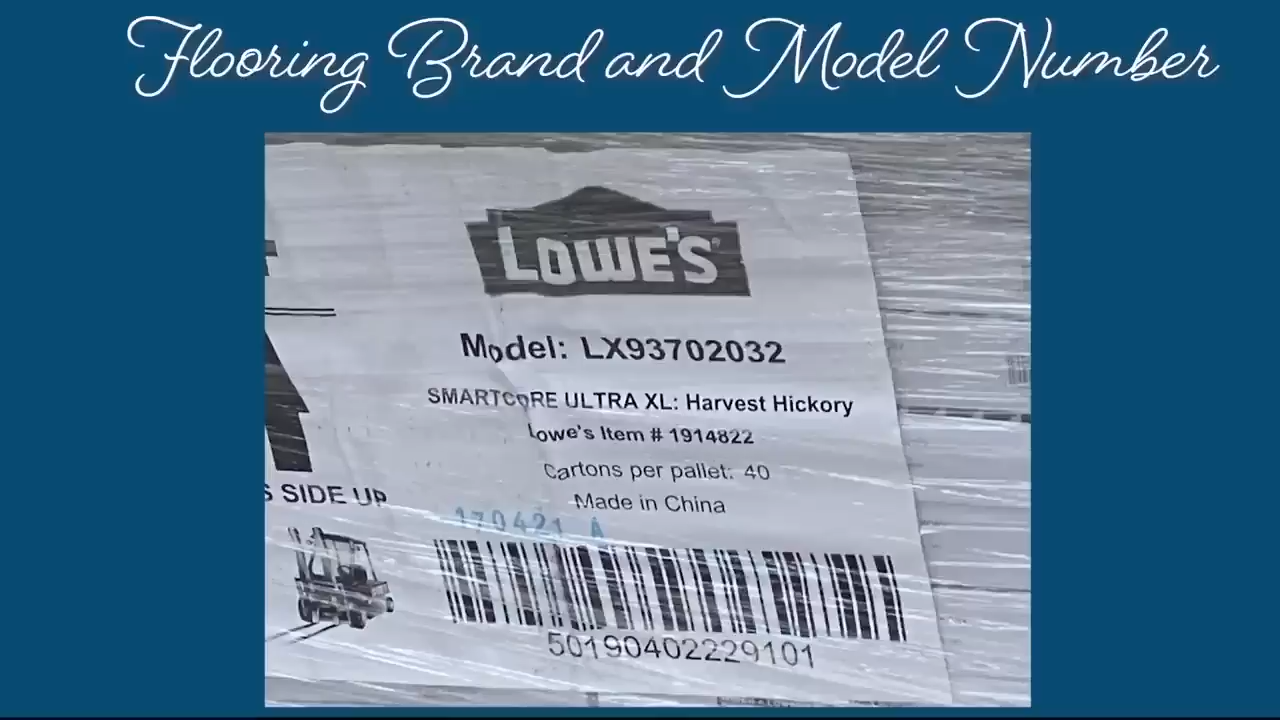 Flooring Brand and Model Number
LOWE'S
Model: LX93702032
SMARTCORE ULTRA XL: Harvest Hickory
Lowe's Item # 1914822
Cartons per pallet: 40
Made in China
SIDE UP
170421 A
50190402229101